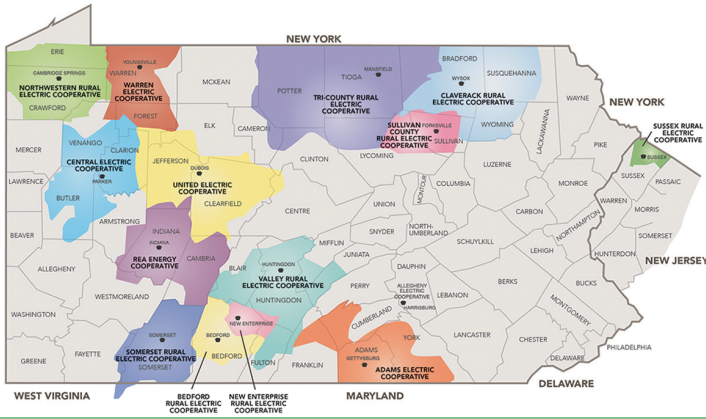 NEW YORK
ERIE
CAMBRIDGE SPRINGS
NORTHWESTERN RURAL
ELECTRIC COOPERATIVE
CRAWFORD
YOUNGSVILLE
WARREN
WARREN
ELECTRIC
COOPERATIVE
FOREST
MCKEAN
POTTER
TIOGA
MANSFIELD
TRI-COUNTY RURAL
ELECTRIC
COOPERATIVE
BRADFORD
WYSOX
SUSQUEHANNA
CLAVERACK RURAL
ELECTRIC COOPERATIVE
WAYNE
NEW YORK
SULLIVAN
COUNTY
RURAL ELECTRIC
COOPERATIVE
FORKSVILLE
SULLIVAN
WYOMING
LACKAWANNA
SUSSEX RURAL
ELECTRIC
COOPERATIVE
SUSSEX
MERCER
VENANGO
CLARION
CENTRAL ELECTRIC
COOPERATIVE
PARKER
BUTLER
ELK
CAMERON
JEFFERSON
DUBOIS
UNITED ELECTRIC
COOPERATIVE
CLEARFIELD
CLINTON
LYCOMING
LUZERNE
PIKE
SUSSEX
PASSAIC
LAWRENCE
MONTOUR
COLUMBIA
MONROE
WARREN
MORRIS
ARMSTRONG
CENTRE
UNION
CARBON
NORTHAMPTON
SOMERSET
BEAVER
INDIANA
INDIANA
REA ENERGY
COOPERATIVE
CAMBRIA
SNYDER
NORTH-
UMBERLAND
SCHUYLKILL
LEHIGH
HUNTERDON
NEW JERSEY
ALLEGHENY
BLAIR
HUNTINGDON
VALLEY RURAL
ELECTRIC COOPERATIVE
HUNTINGDON
MIFFLIN
JUNIATA
DAUPHIN
PERRY
ALLEGHENY
ELECTRIC
COOPERATIVE
HARRISBURG
LEBANON
BERKS
BUCKS
MONTGOMERY
WESTMORELAND
WASHINGTON
CUMBERLAND
SOMERSET
SOMERSET RURAL
ELECTRIC COOPERATIVE
SOMERSET
NEW ENTERPRISE
BEDFORD
BEDFORD
GREENE
FAYETTE
FULTON
FRANKLIN
ADAMS
GETTYSBURG
YORK
ADAMS ELECTRIC
COOPERATIVE
LANCASTER
CHESTER
DELAWARE
PHILADELPHIA
WEST VIRGINIA
BEDFORD
RURAL ELECTRIC
COOPERATIVE
NEW ENTERPRISE
RURAL ELECTRIC
COOPERATIVE
MARYLAND
DELAWARE